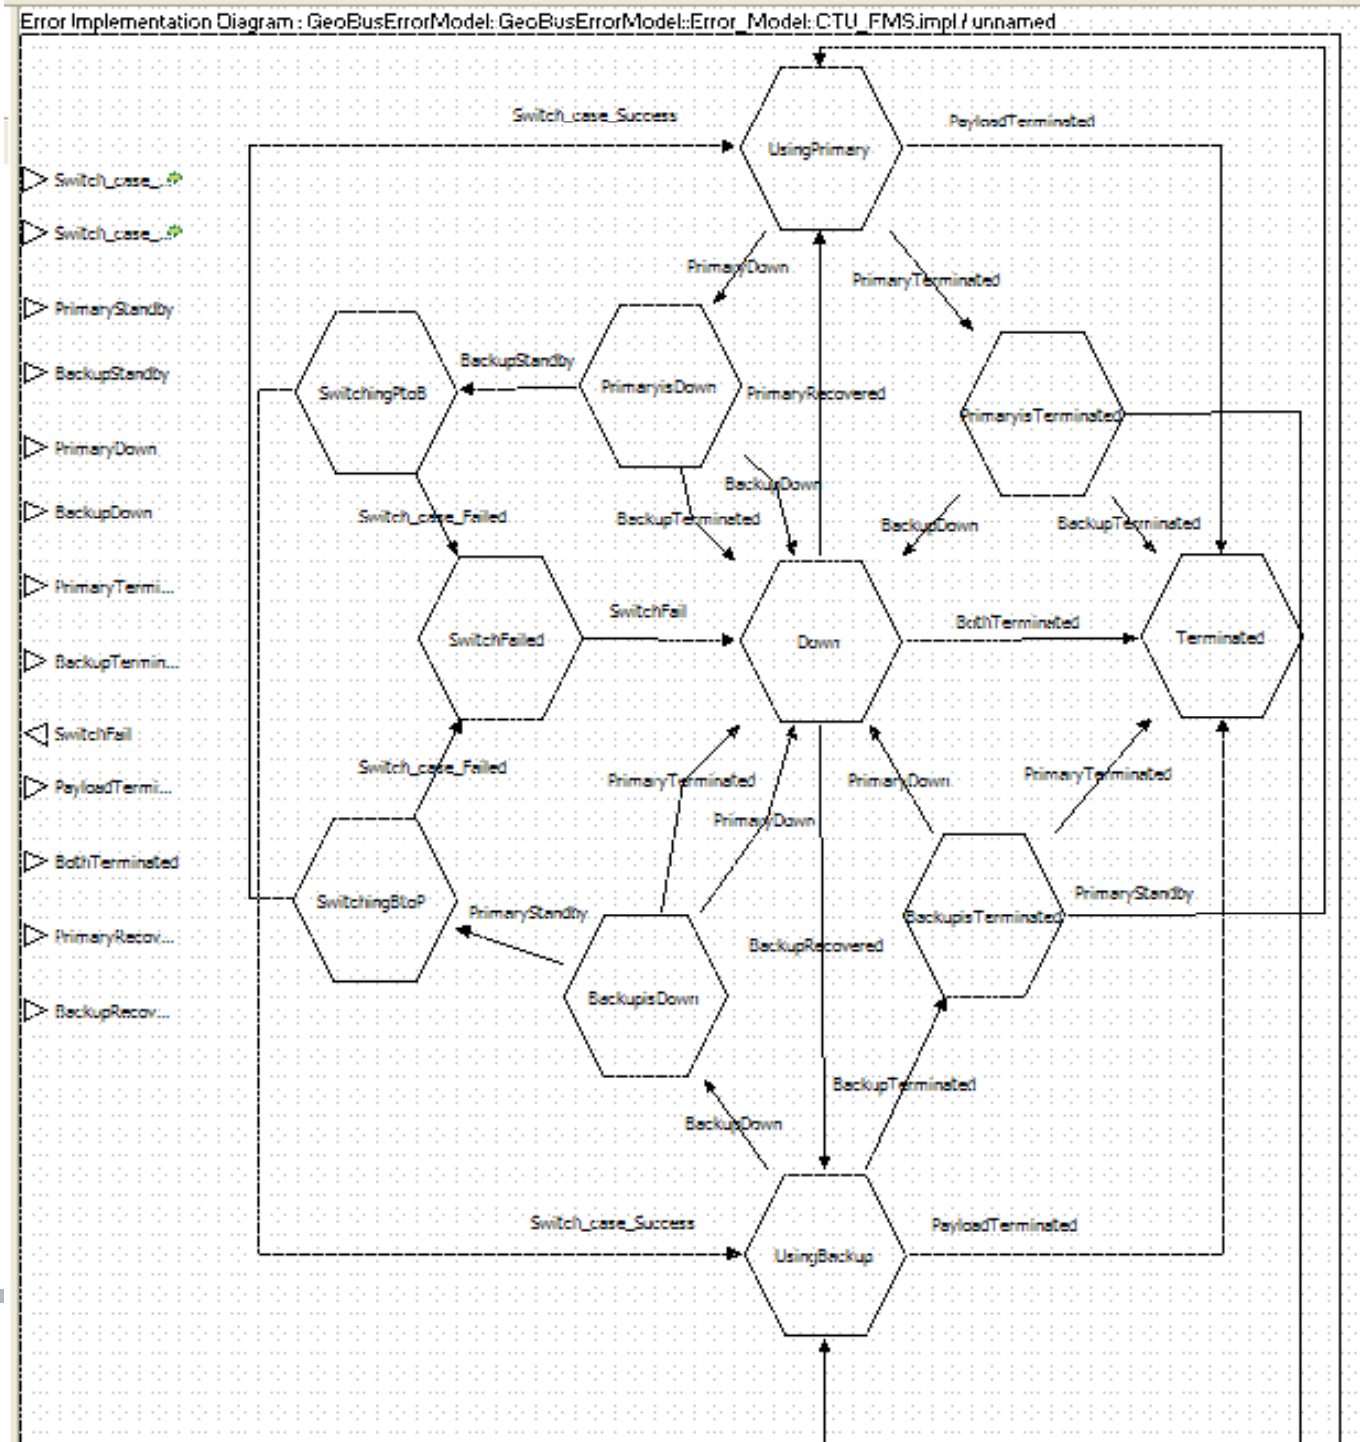 Error Implementation Diagram : GeoBusErrorModel: GeoBusErrorModel::Error_Model: CTU_FMS.impl / unnamed
Switch_case_Success
PayloadTerminated
UsingPrimary
Switch_case_...
Switch_case_...
PrimaryDown
PrimaryTerminated
PrimaryStandby
BackupStandby
BackupStandby
SwitchingPtoB
PrimaryisDown
PrimaryRecovered
PrimaryisTerminated
PrimaryDown
BackupDown
BackupDown
Switch_case_Failed
BackupTerminated
BackupDown
BackupTerminated
PrimaryTermi...
SwitchFail
BothTerminated
SwitchFailed
Down
Terminated
BackupTermin...
SwitchFail
Switch_case_Failed
PrimaryTerminated
PrimaryDown
PrimaryTerminated
PayloadTermi...
PrimaryDown
BothTerminated
SwitchingBtoP
PrimaryStandby
BackupisTerminated
PrimaryStandby
PrimaryRecov...
BackupRecovered
BackupisDown
BackupRecov...
BackupTerminated
BackupDown
Switch_case_Success
PayloadTerminated
UsingBackup